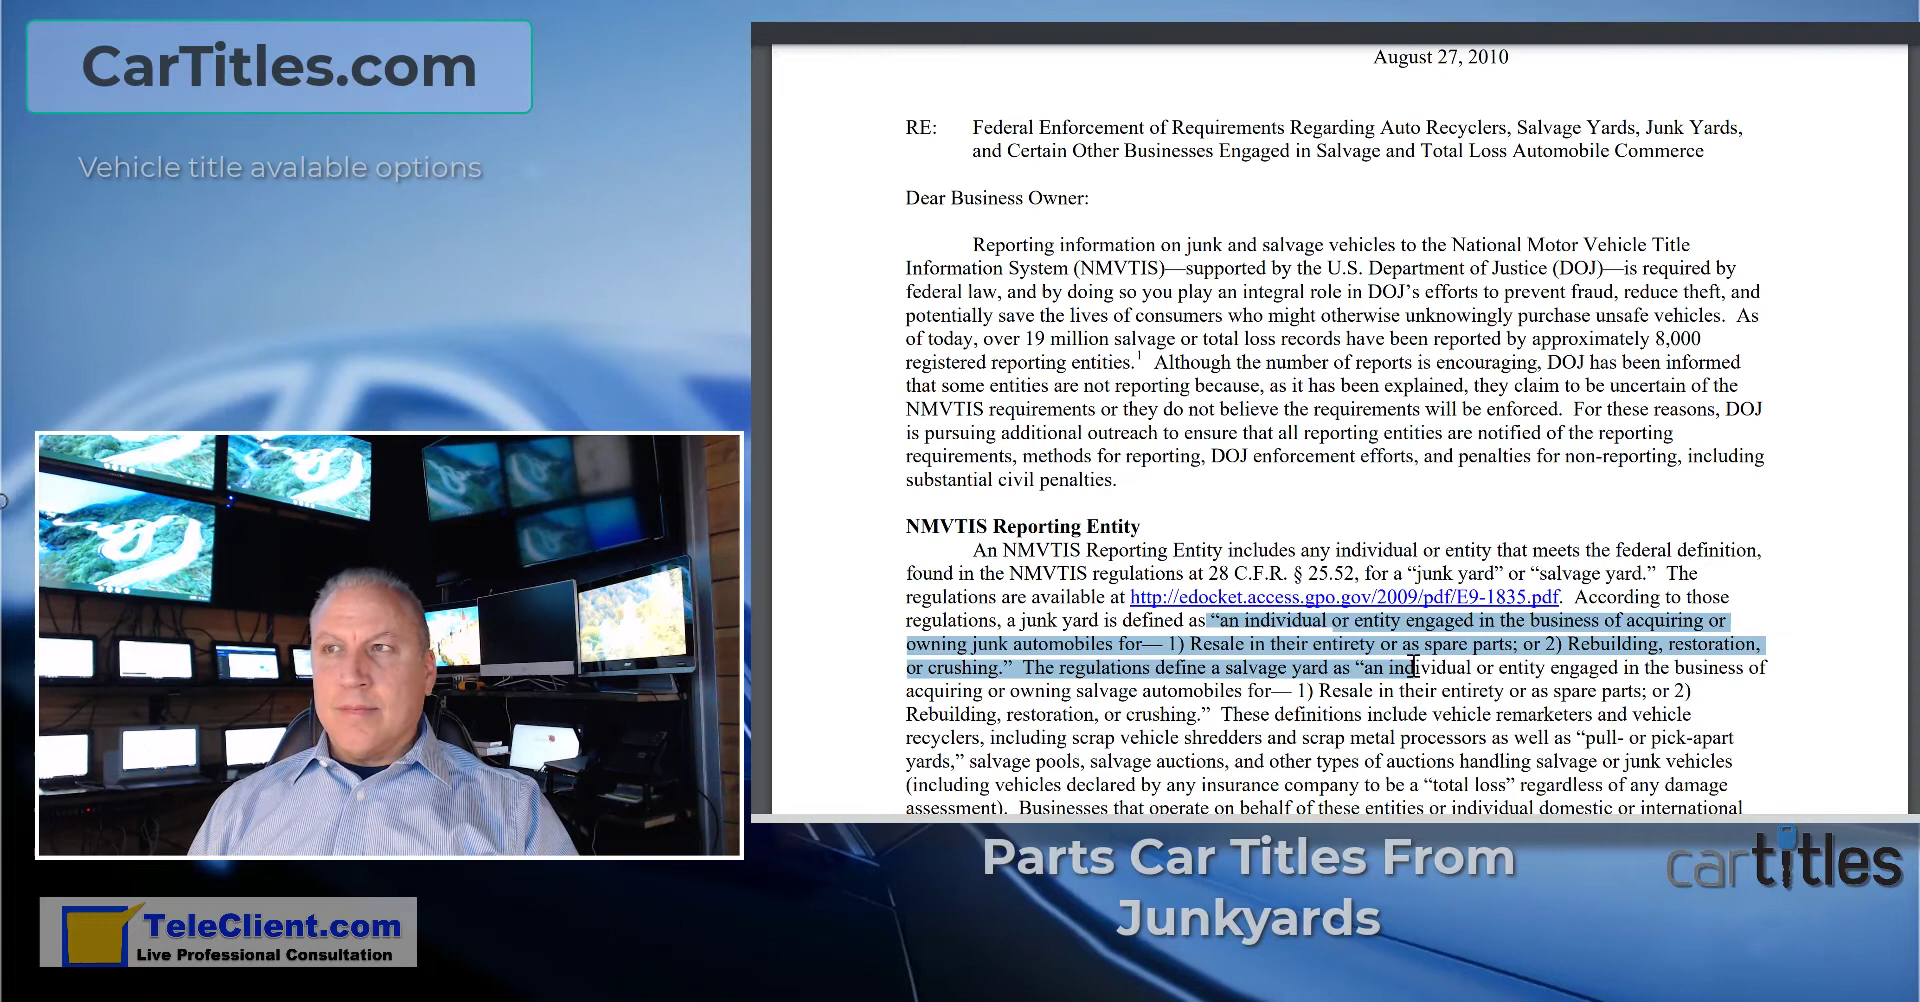 CarTitles.com
Vehicle title avalable options
August 27, 2010
RE: Federal Enforcement of Requirements Regarding Auto Recyclers, Salvage Yards, Junk Yards,
and Certain Other Businesses Engaged in Salvage and Total Loss Automobile Commerce
Dear Business Owner:
Reporting information on junk and salvage vehicles to the National Motor Vehicle Title
Information System (NMVTIS)—supported by the U.S. Department of Justice (DOJ)—is required by
federal law, and by doing so you play an integral role in DOJ’s efforts to prevent fraud, reduce theft, and
potentially save the lives of consumers who might otherwise unknowingly purchase unsafe vehicles. As
of today, over 19 million salvage or total loss records have been reported by approximately 8,000
registered reporting entities.1 Although the number of reports is encouraging, DOJ has been informed
that some entities are not reporting because, as it has been explained, they claim to be uncertain of the
NMVTIS requirements or they do not believe the requirements will be enforced. For these reasons, DOJ
is pursuing additional outreach to ensure that all reporting entities are notified of the reporting
requirements, methods for reporting, DOJ enforcement efforts, and penalties for non-reporting, including
substantial civil penalties.
NMVTIS Reporting Entity
An NMVTIS Reporting Entity includes any individual or entity that meets the federal definition,
found in the NMVTIS regulations at 28 C.F.R. § 25.52, for a “junk yard” or “salvage yard.” The
regulations are available at http://edocket.access.gpo.gov/2009/pdf/E9-1835.pdf. According to those
regulations, a junk yard is defined as “an individual or entity engaged in the business of acquiring or
owning junk automobiles for— 1) Resale in their entirety or as spare parts; or 2) Rebuilding, restoration,
or crushing.” The regulations define a salvage yard as “an individual or entity engaged in the business of
acquiring or owning salvage automobiles for— 1) Resale in their entirety or as spare parts; or 2)
Rebuilding, restoration, or crushing.” These definitions include vehicle remarketers and vehicle
recyclers, including scrap vehicle shredders and scrap metal processors as well as “pull- or pick-apart
yards,” salvage pools, salvage auctions, and other types of auctions handling salvage or junk vehicles
(including vehicles declared by any insurance company to be a “total loss” regardless of any damage
assessment). Businesses that operate on behalf of these entities or individual domestic or international
Parts Car Titles From
Junkyards
cartitles
TeleClient.com
Live Professional Consultation